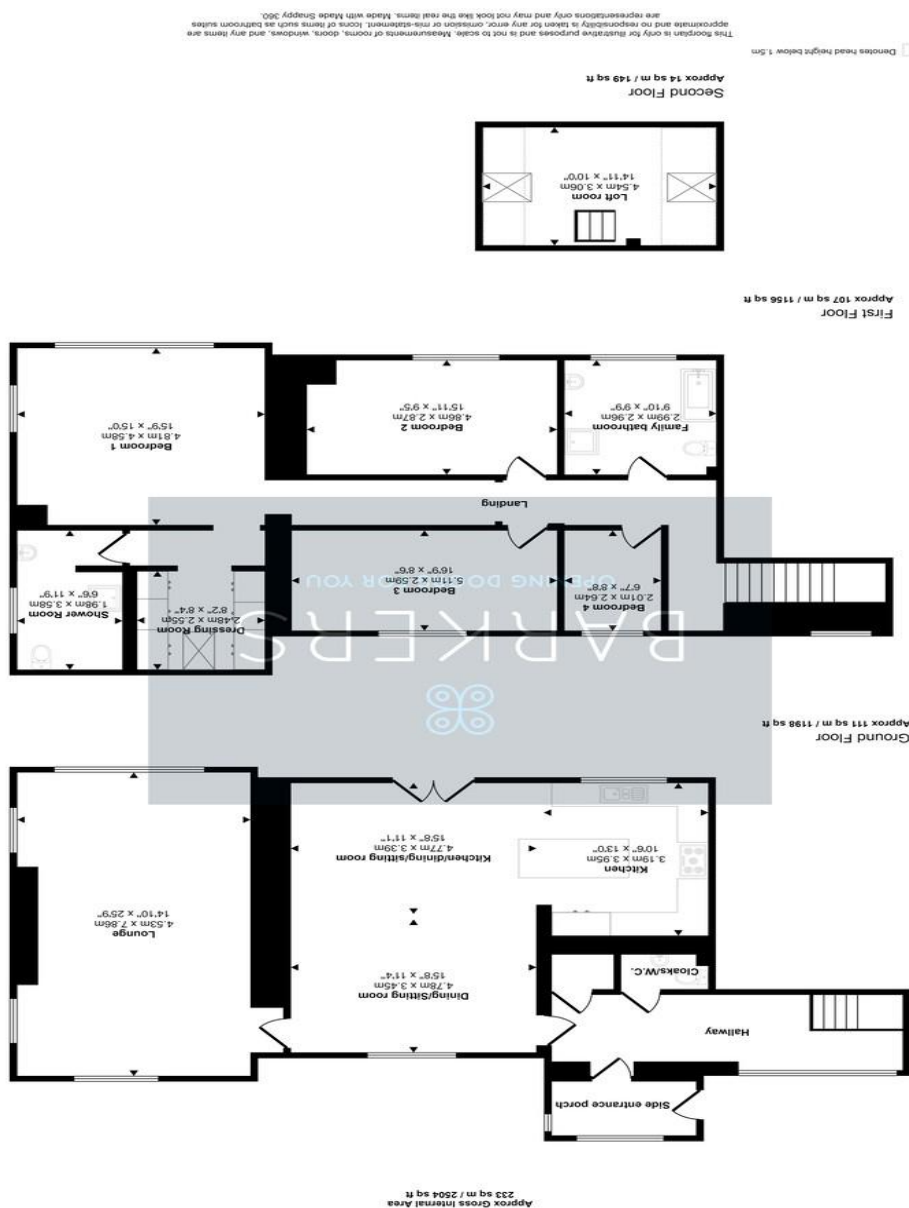 Approx Gross Internal Area
233 sq m / 2504 sq ft
Side entrance porch
Hallway
Cloaks/W.C.
Dining/Sitting room
4.78m x 3.45m
15'8" x 11'4"
Lounge
4.53m x 7.86m
14'10" x 25'9"
Kitchen
3.19m x 3.95m
10'6" x 13'0"
Kitchen/dining/sitting room
4.77m x 3.39m
15'8" x 11'1"
Ground Floor
Approx 111 sq m / 1198 sq ft
BARKERS
OPENING DOORS FOR YOU
Bedroom 4
2.01m x 2.64m
6'7" x 8'8"
Bedroom 3
5.11m x 2.59m
16'9" x 8'6"
Dressing Room
2.48m x 2.55m
8'2" x 8'4"
Shower Room
1.98m x 3.58m
6'6" x 11'9"
Landing
Family bathroom
2.99m x 2.96m
9'10" x 9'9"
Bedroom 2
4.86m x 2.87m
15'11" x 9'5"
Bedroom 1
4.81m x 4.58m
15'9" x 15'0"
First Floor
Approx 107 sq m / 1156 sq ft
Loft room
4.54m x 3.06m
14'11" x 10'0"
Second Floor
Approx 14 sq m / 149 sq ft
Denotes head height below 1.5m
This floorplan is only for illustrative purposes and is not to scale. Measurements of rooms, doors, windows, and any items are
approximate and no responsibility is taken for any error, omission or mis-statement. Icons of items such as bathroom suites
are representations only and may not look like the real items. Made with Made Snappy 360.